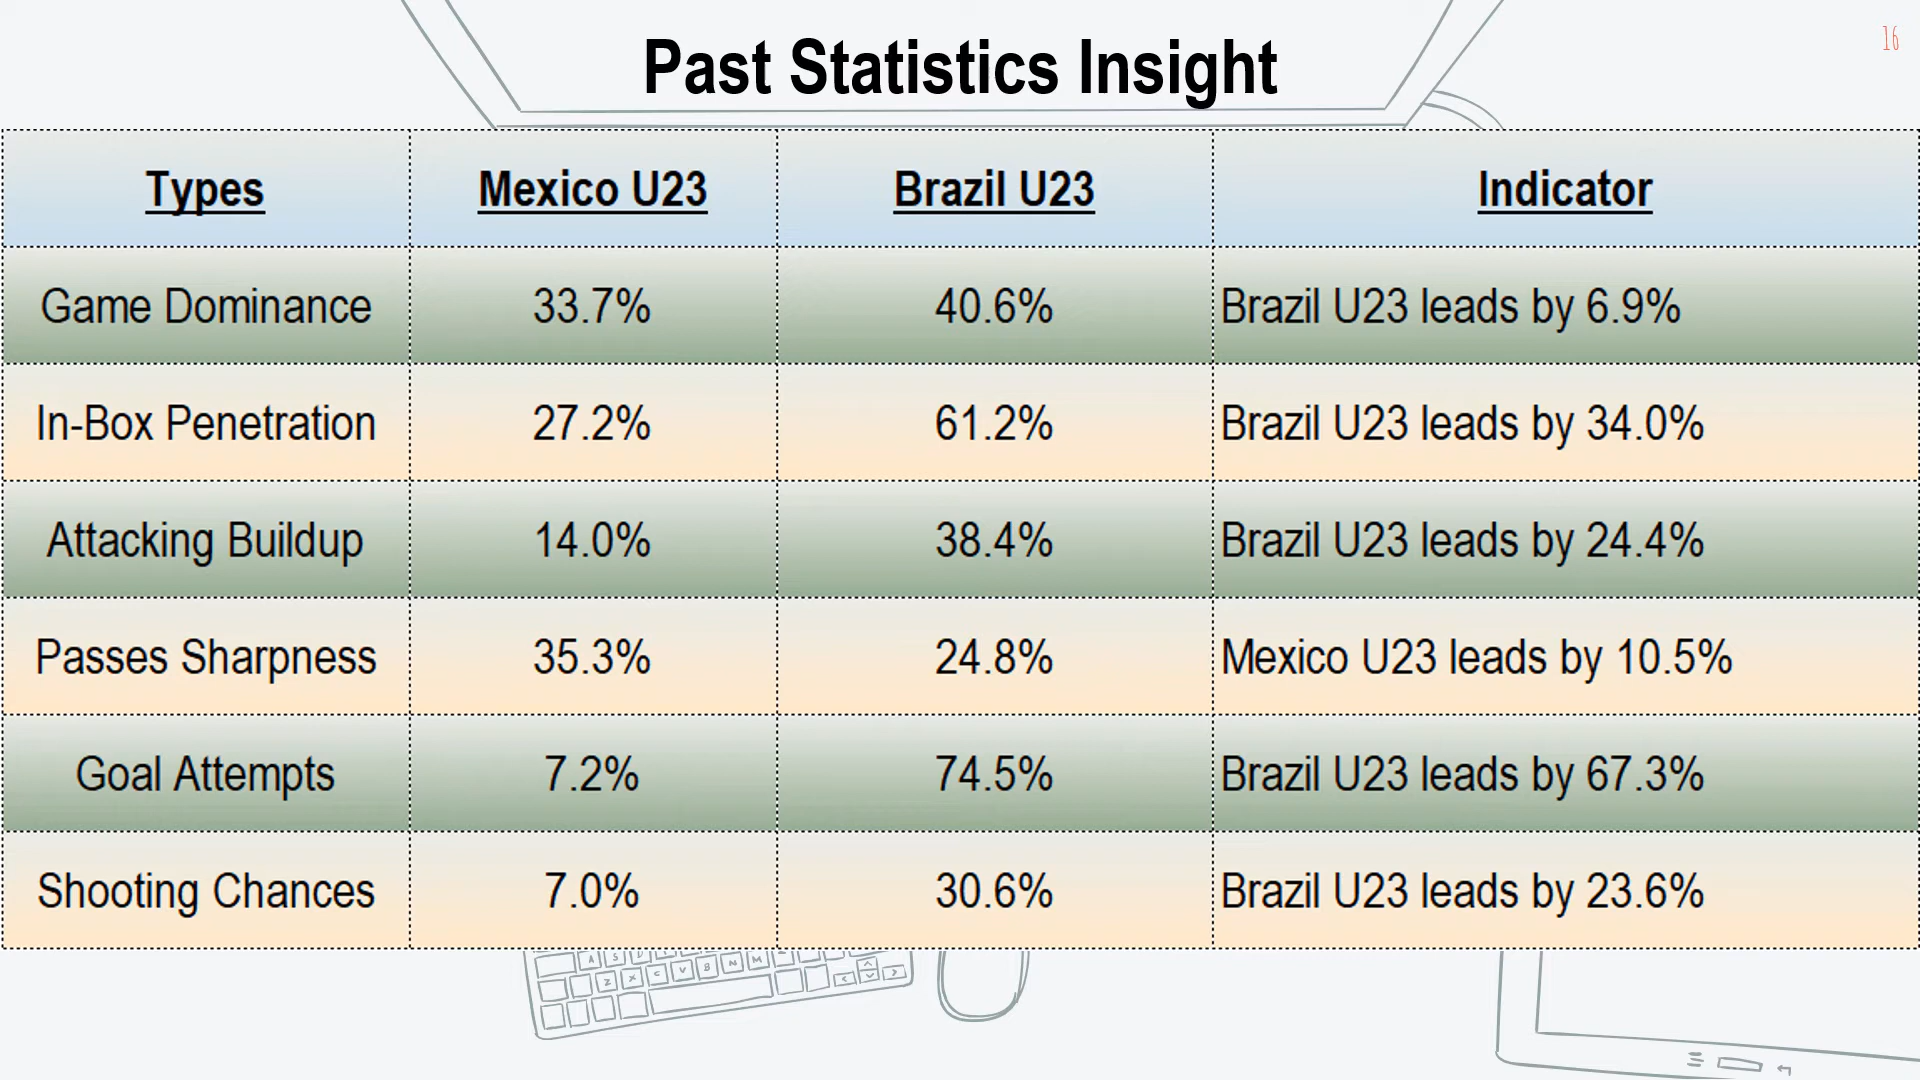 Past Statistics Insight
16
Types Mexico U23 Brazil U23 Indicator
Game Dominance 33.7% 40.6% Brazil U23 leads by 6.9%
In-Box Penetration 27.2% 61.2% Brazil U23 leads by 34.0%
Attacking Buildup 14.0% 38.4% Brazil U23 leads by 24.4%
Passes Sharpness 35.3% 24.8% Mexico U23 leads by 10.5%
Goal Attempts 7.2% 74.5% Brazil U23 leads by 67.3%
Shooting Chances 7.0% 30.6% Brazil U23 leads by 23.6%
A S D
Z X C V B N M